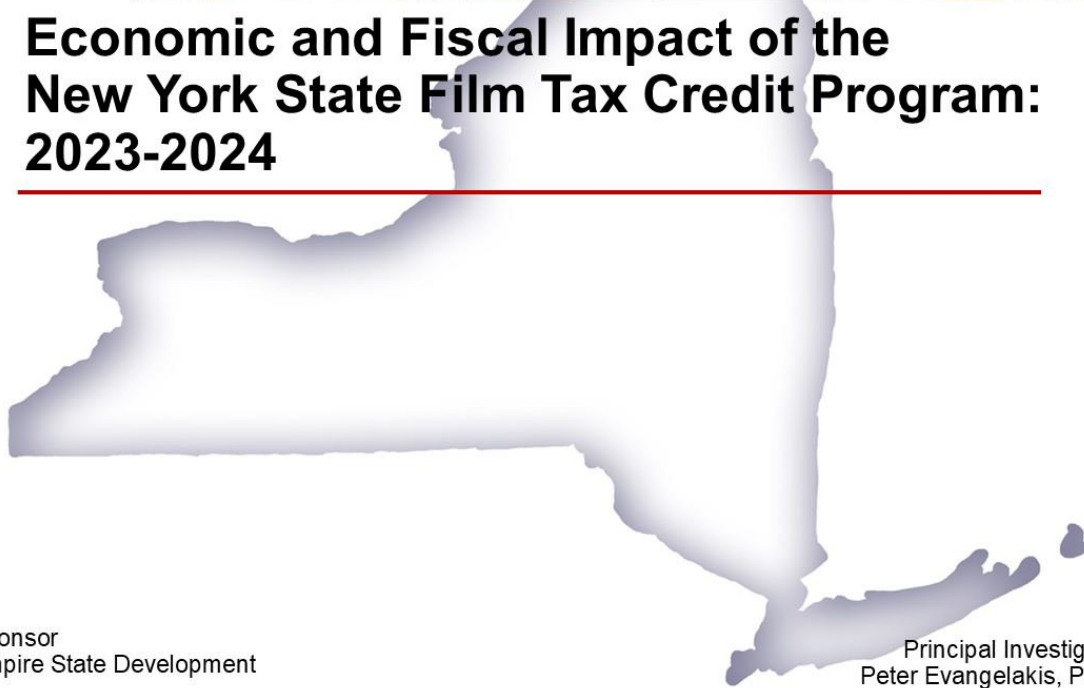 Economic and Fiscal Impact of the
New York State Film Tax Credit Program:
2023-2024
onsor
pire State Development
Principal Investig
Peter Evangelakis, P